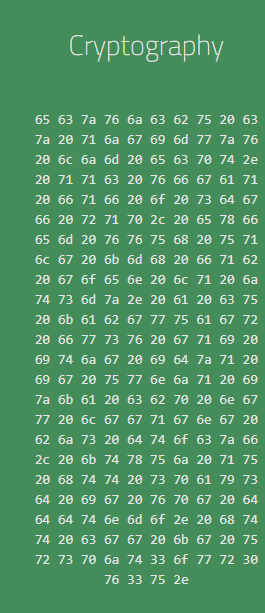 Cryptography
65 63 7a 76 6a 63 62 75 20 63
7a 20 71 6a 67 69 6d 77 7a 76
20 6c 6a 6d 20 65 63 70 74 2e
20 71 71 63 20 76 66 67 61 71
20 66 71 66 20 6f 20 73 64 67
66 20 72 71 70 2c 20 65 78 66
65 6d 20 76 76 75 68 20 75 71
6c 67 20 6b 6d 68 20 66 71 62
20 67 6f 65 6e 20 6c 71 20 6a
74 73 6d 7a 2e 20 61 20 63 75
20 6b 61 62 67 77 75 61 67 72
20 66 77 73 76 20 67 71 69 20
69 74 6a 67 20 69 64 7a 71 20
69 67 20 75 77 6e 6a 71 20 69
7a 6b 61 20 63 62 70 20 6e 67
77 20 6c 67 67 71 67 6e 67 20
62 6a 73 20 64 74 6f 63 7a 66
2c 20 6b 74 78 75 6a 20 71 75
20 68 74 74 20 73 70 61 79 73
64 20 69 67 20 76 70 67 20 64
64 64 74 6e 6d 6f 2e 20 68 74
74 20 63 67 67 20 6b 67 20 75
72 73 70 6a 74 33 6f 77 72 30
76 33 75 2e